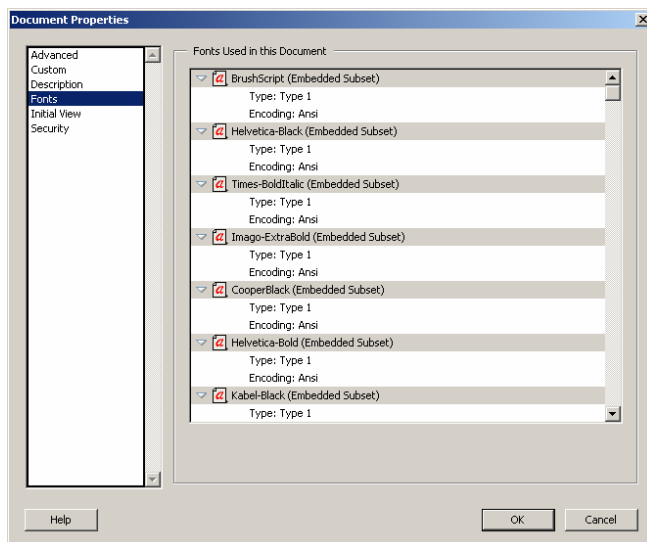 Document Properties
Advanced
Custom
Description
Fonts
Initial View
Security
Fonts Used in this Document
BrushScript (Embedded Subset)
Type: Type 1
Encoding: Ansi
Helvetica-Black (Embedded Subset)
Type: Type 1
Encoding: Ansi
Times-BoldItalic (Embedded Subset)
Type: Type 1
Encoding: Ansi
Imago-ExtraBold (Embedded Subset)
Type: Type 1
Encoding: Ansi
CooperBlack (Embedded Subset)
Type: Type 1
Encoding: Ansi
Helvetica-Bold (Embedded Subset)
Type: Type 1
Encoding: Ansi
Kabel-Black (Embedded Subset)
Type: Type 1
Help
OK
Cancel